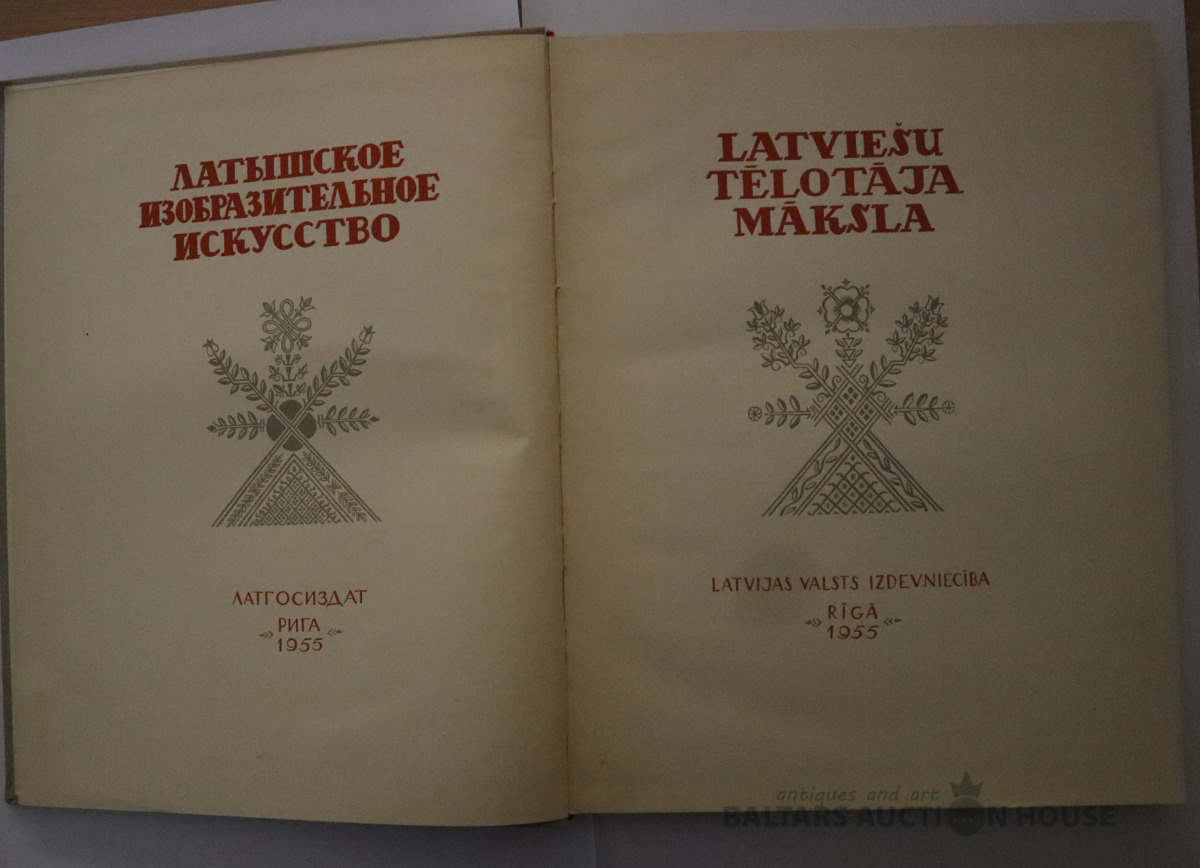 ЛАТЫШСКОЕ
ИЗОБРАЗИТЕЛЬНОЕ
ИСКУССТВО
ЛАТГОСИЗДАТ
РИГА
1955
LATVIEŠU
TĒLOTĀJA
MĀKSLA
LATVIJAS VALSTS IZDEVNIECĪBA
RĪGĀ
1955
antiques and art
BALTARS AUCTION HOUSE